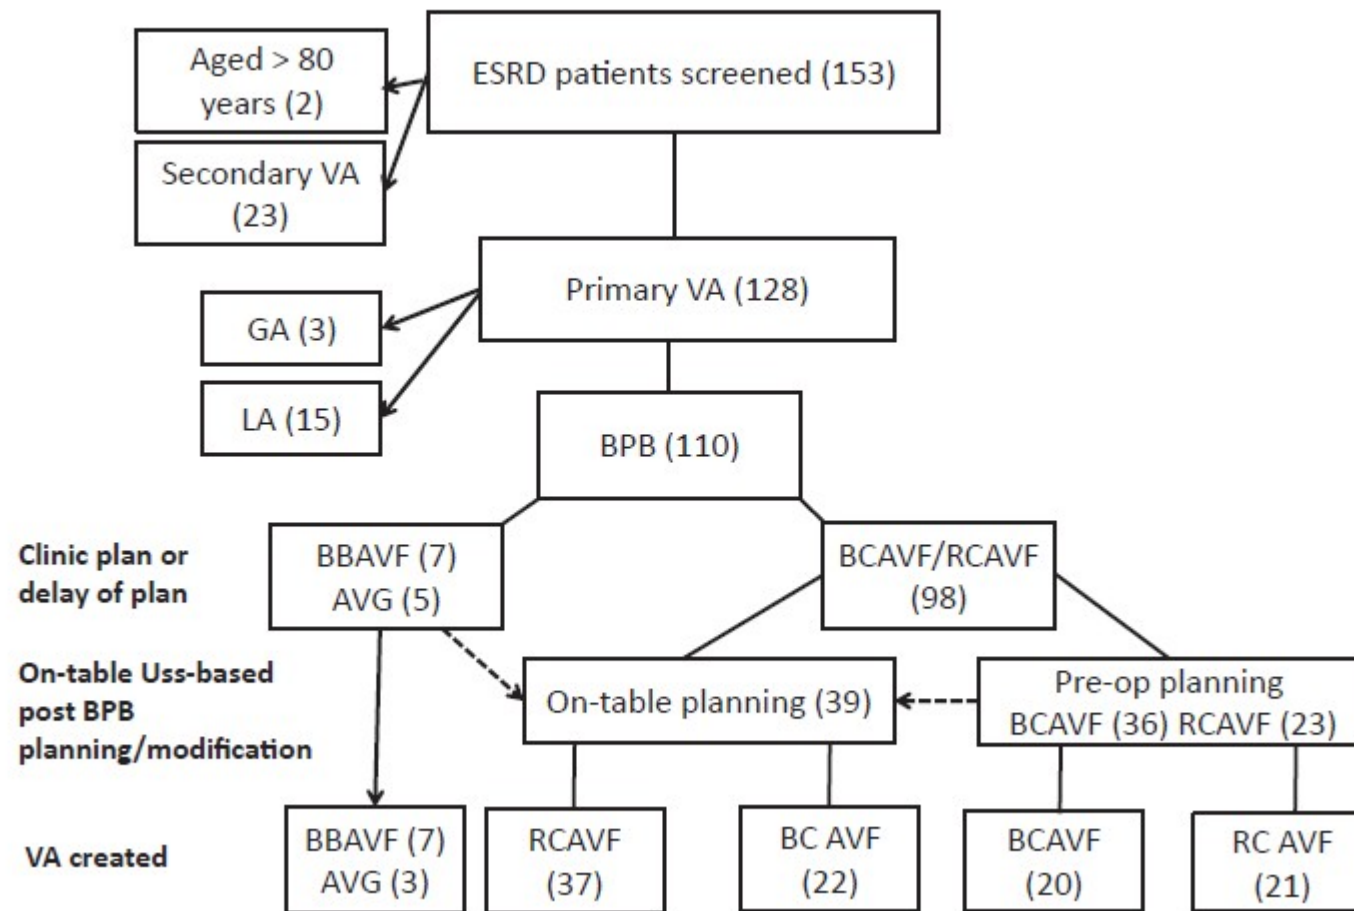 Aged > 80
years (2)
ESRD patients screened (153)
Secondary VA
(23)
Primary VA (128)
GA (3)
LA (15)
BPB (110)
Clinic plan or
delay of plan
BBAVF (7)
AVG (5)
BCAVF/RCAVF
(98)
On-table Uss-based
post BPB
planning/modification
On-table planning (39)
Pre-op planning
BCAVF (36) RCAVF (23)
VA created
BBAVF (7)
AVG (3)
RCAVF
(37)
BC AVF
(22)
BCAVF
(20)
RC AVF
(21)